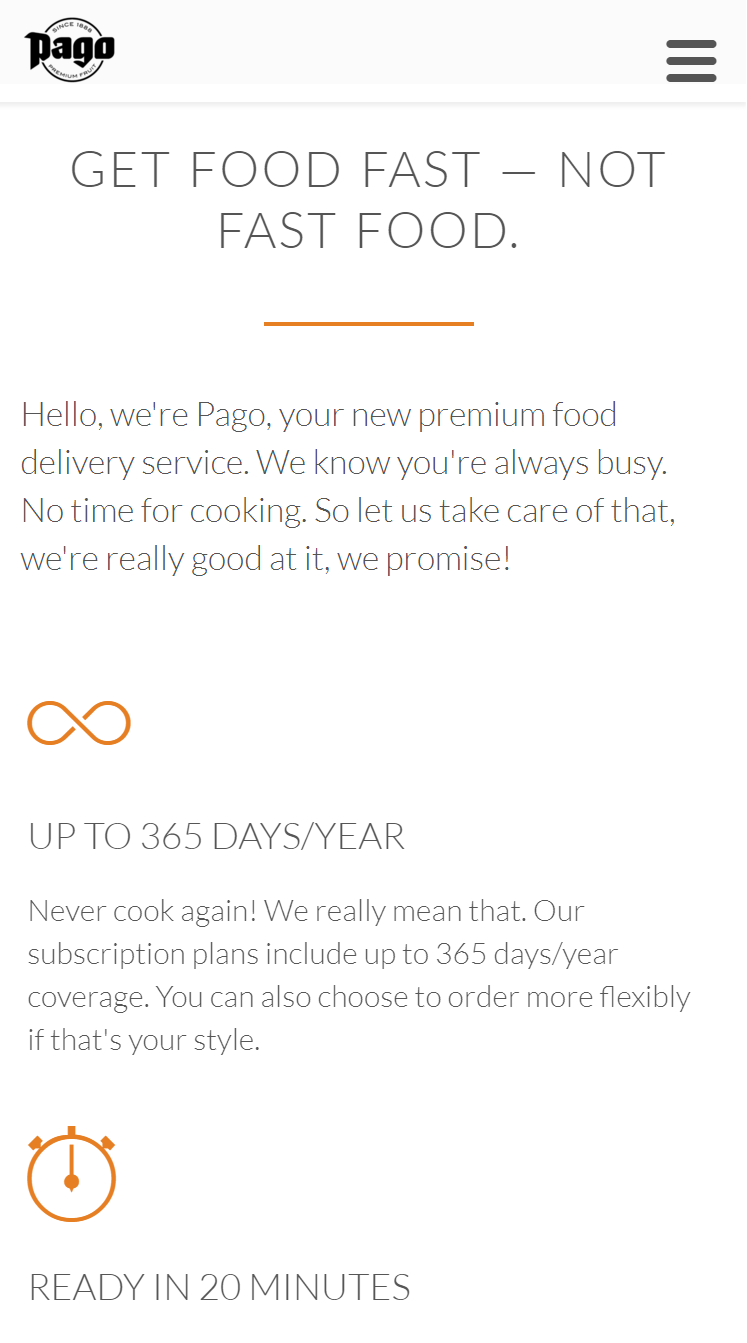 SINCE 1888
Pago
PREMIUM FRUIT
GET FOOD FAST — NOT
FAST FOOD.
Hello, we're Pago, your new premium food
delivery service. We know you're always busy.
No time for cooking. So let us take care of that,
we're really good at it, we promise!
UP TO 365 DAYS/YEAR
Never cook again! We really mean that. Our
subscription plans include up to 365 days/year
coverage. You can also choose to order more flexibly
if that's your style.
READY IN 20 MINUTES